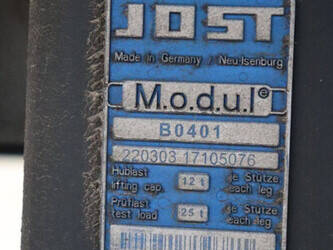 JOST
Made in Germany / Neu-Isenburg
M.o.d.u.l®
B0401
220303 17105076
Hublast 12 t je Stütze
lifting cap. each leg
Prüflast 25 t je Stütze
test load each leg